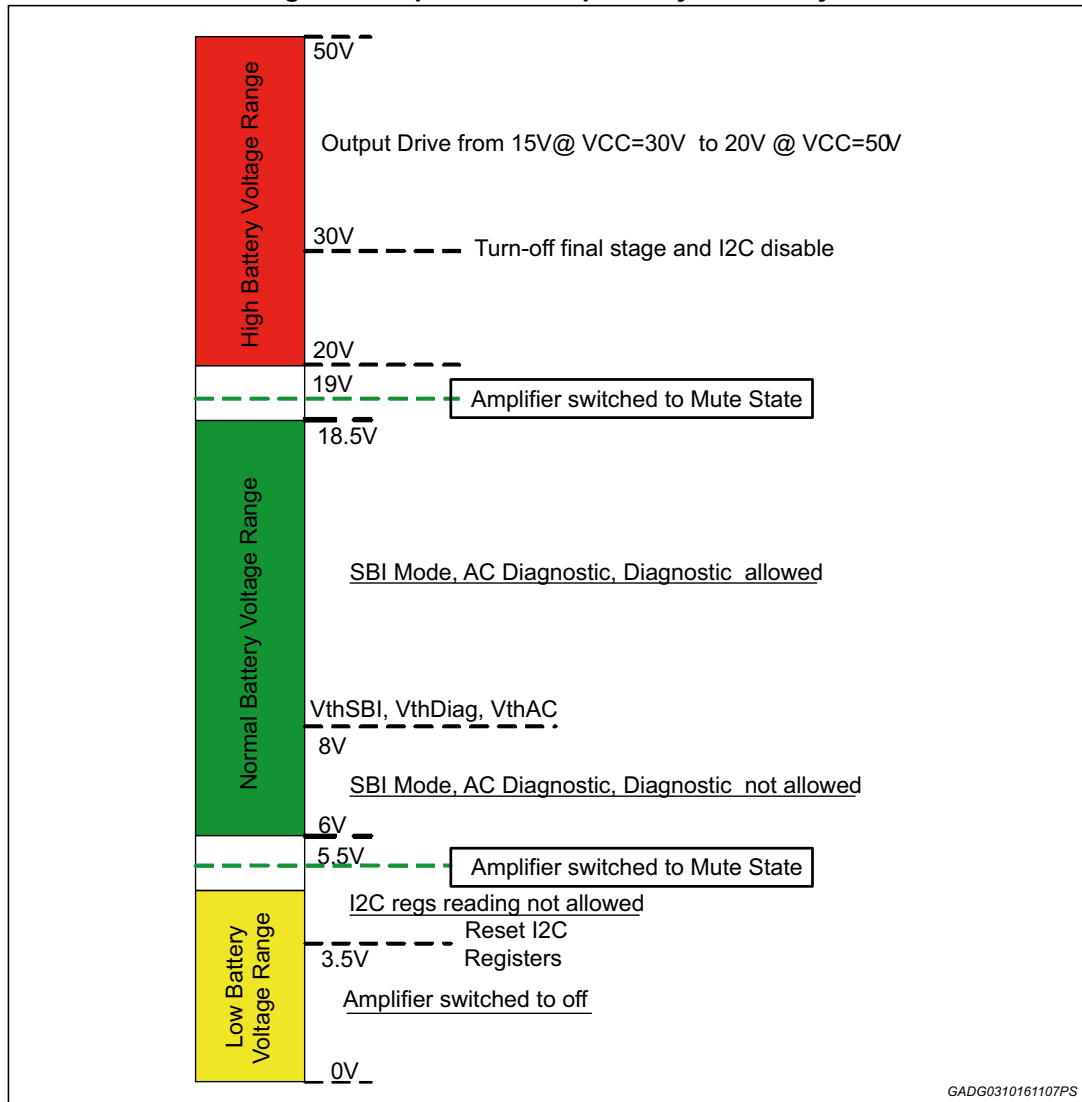 50V
High Battery Voltage Range
Output Drive from 15V@ VCC=30V to 20V @ VCC=50V
30V
Turn-off final stage and I2C disable
20V
19V
Amplifier switched to Mute State
18.5V
Normal Battery Voltage Range
SBI Mode, AC Diagnostic, Diagnostic allowed
VthSBI, VthDiag, VthAC
8V
SBI Mode, AC Diagnostic, Diagnostic not allowed
6V
5.5V
Amplifier switched to Mute State
Low Battery
Voltage Range
I2C regs reading not allowed
Reset I2C
Registers
3.5V
Amplifier switched to off
0V
GADG0310161107PS